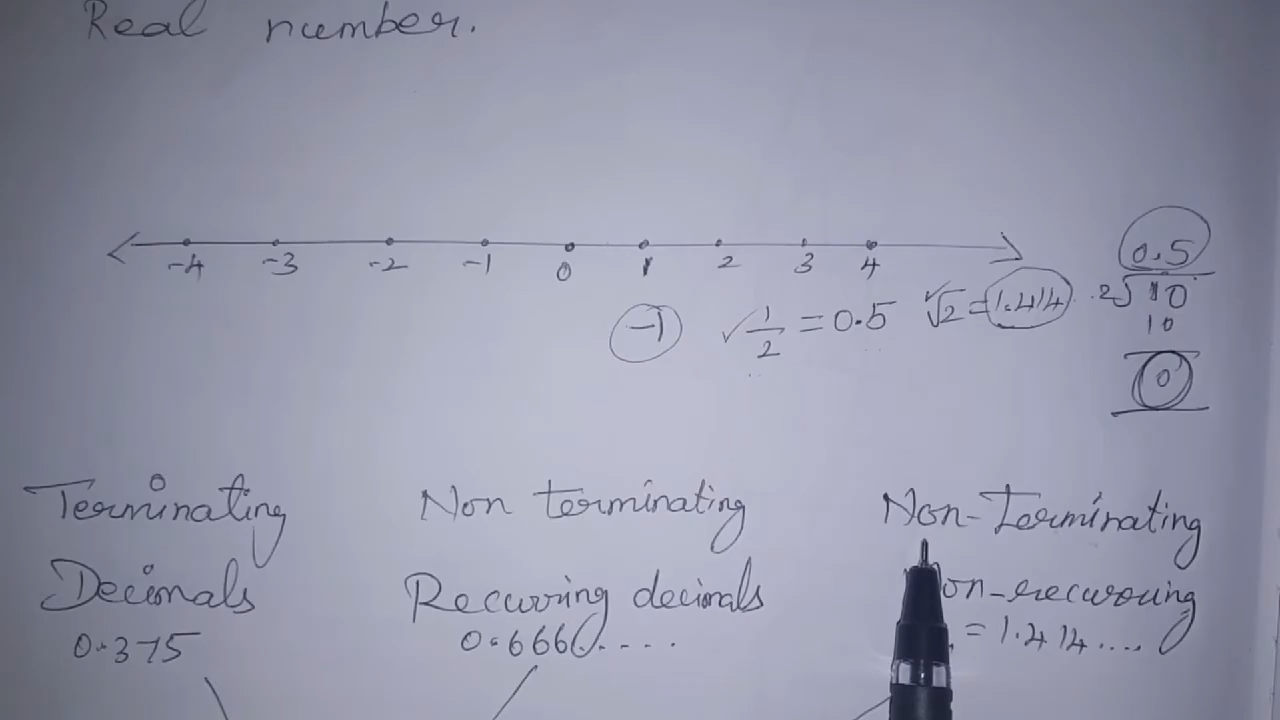 Real number.
-4 -3 -2 -1 0 1 2 3 4
-1 ✓ 1/2 = 0.5 √2 = 1.414
0.5
2) 10
10
0
Terminating
Decimals
0.375
Non terminating
Recurring decimals
0.666....
Non-Terminating
on-recurring
= 1.414....